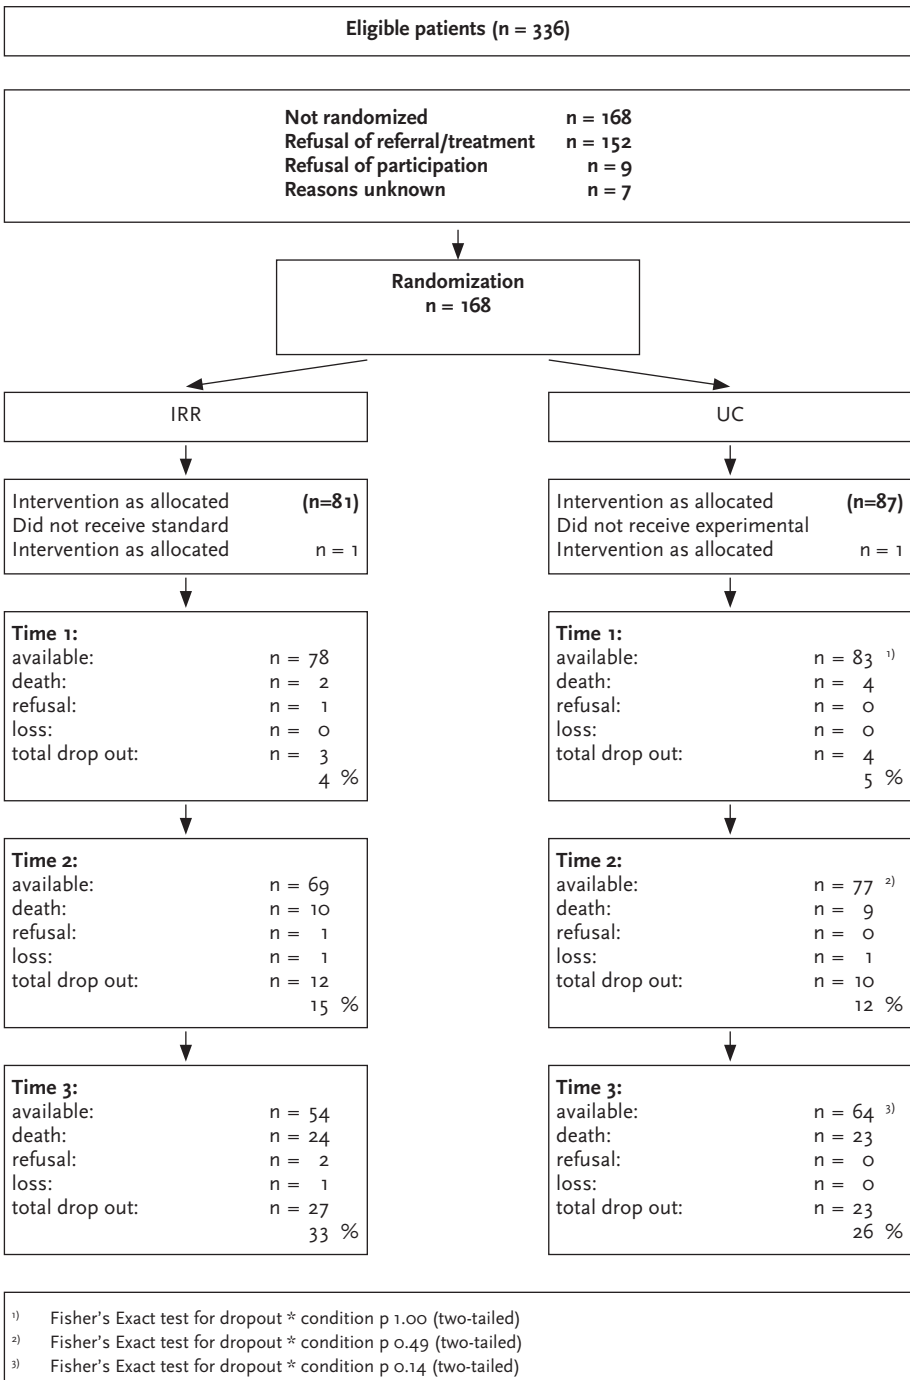 Eligible patients (n = 336)
Not randomized n = 168
Refusal of referral/treatment n = 152
Refusal of participation n = 9
Reasons unknown n = 7
Randomization
n = 168
IRR
Intervention as allocated (n=81)
Did not receive standard
Intervention as allocated n = 1
Time 1:
available: n = 78
death: n = 2
refusal: n = 1
loss: n = 0
total drop out: n = 3
4 %
Time 2:
available: n = 69
death: n = 10
refusal: n = 1
loss: n = 1
total drop out: n = 12
15 %
Time 3:
available: n = 54
death: n = 24
refusal: n = 2
loss: n = 1
total drop out: n = 27
33 %
UC
Intervention as allocated (n=87)
Did not receive experimental
Intervention as allocated n = 1
Time 1:
available: n = 83 1)
death: n = 4
refusal: n = 0
loss: n = 0
total drop out: n = 4
5 %
Time 2:
available: n = 77 2)
death: n = 9
refusal: n = 0
loss: n = 1
total drop out: n = 10
12 %
Time 3:
available: n = 64 3)
death: n = 23
refusal: n = 0
loss: n = 0
total drop out: n = 23
26 %
1) Fisher's Exact test for dropout * condition p 1.00 (two-tailed)
2) Fisher's Exact test for dropout * condition p 0.49 (two-tailed)
3) Fisher's Exact test for dropout * condition p 0.14 (two-tailed)